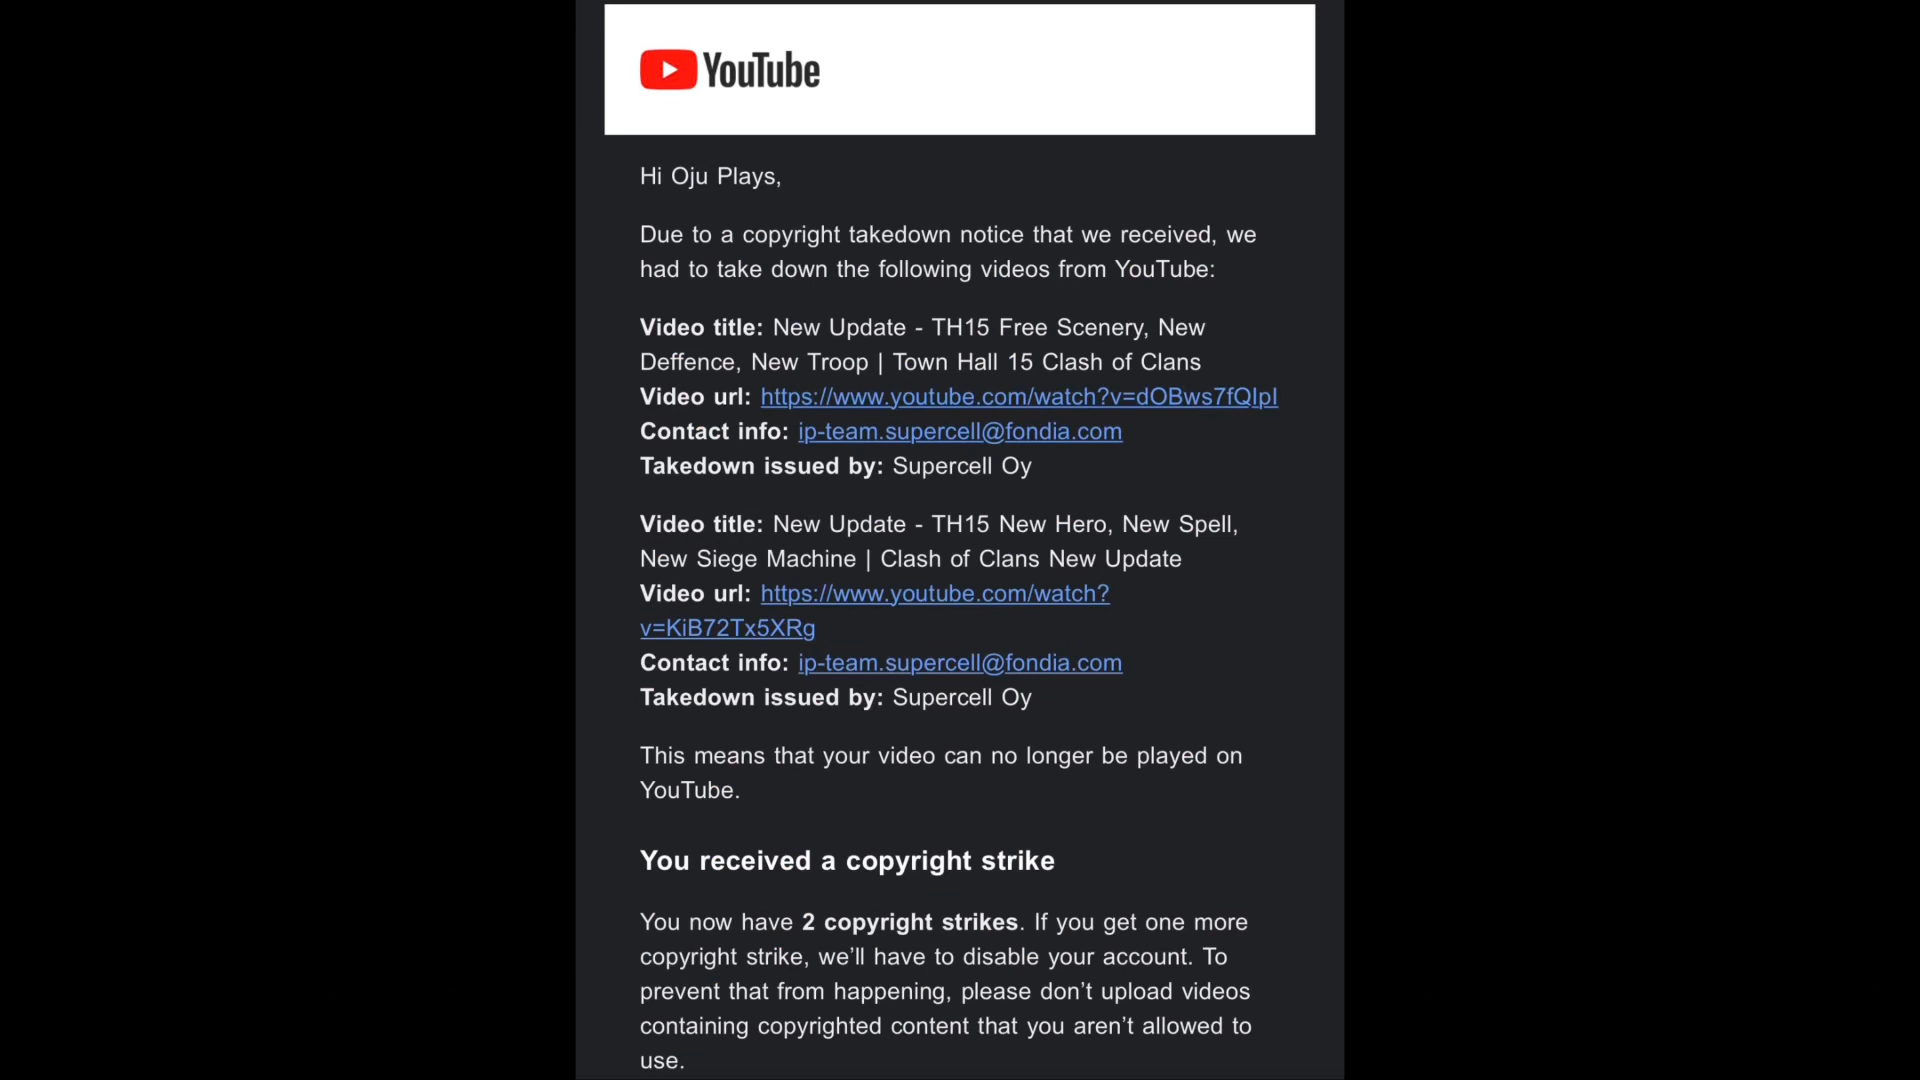 YouTube
Hi Oju Plays,
Due to a copyright takedown notice that we received, we
had to take down the following videos from YouTube:
Video title: New Update - TH15 Free Scenery, New
Deffence, New Troop | Town Hall 15 Clash of Clans
Video url: https://www.youtube.com/watch?v=dOBws7fQIpI
Contact info: ip-team.supercell@fondia.com
Takedown issued by: Supercell Oy
Video title: New Update - TH15 New Hero, New Spell,
New Siege Machine | Clash of Clans New Update
Video url: https://www.youtube.com/watch?
v=KiB72Tx5XRg
Contact info: ip-team.supercell@fondia.com
Takedown issued by: Supercell Oy
This means that your video can no longer be played on
YouTube.
You received a copyright strike
You now have 2 copyright strikes. If you get one more
copyright strike, we’ll have to disable your account. To
prevent that from happening, please don’t upload videos
containing copyrighted content that you aren’t allowed to
use.